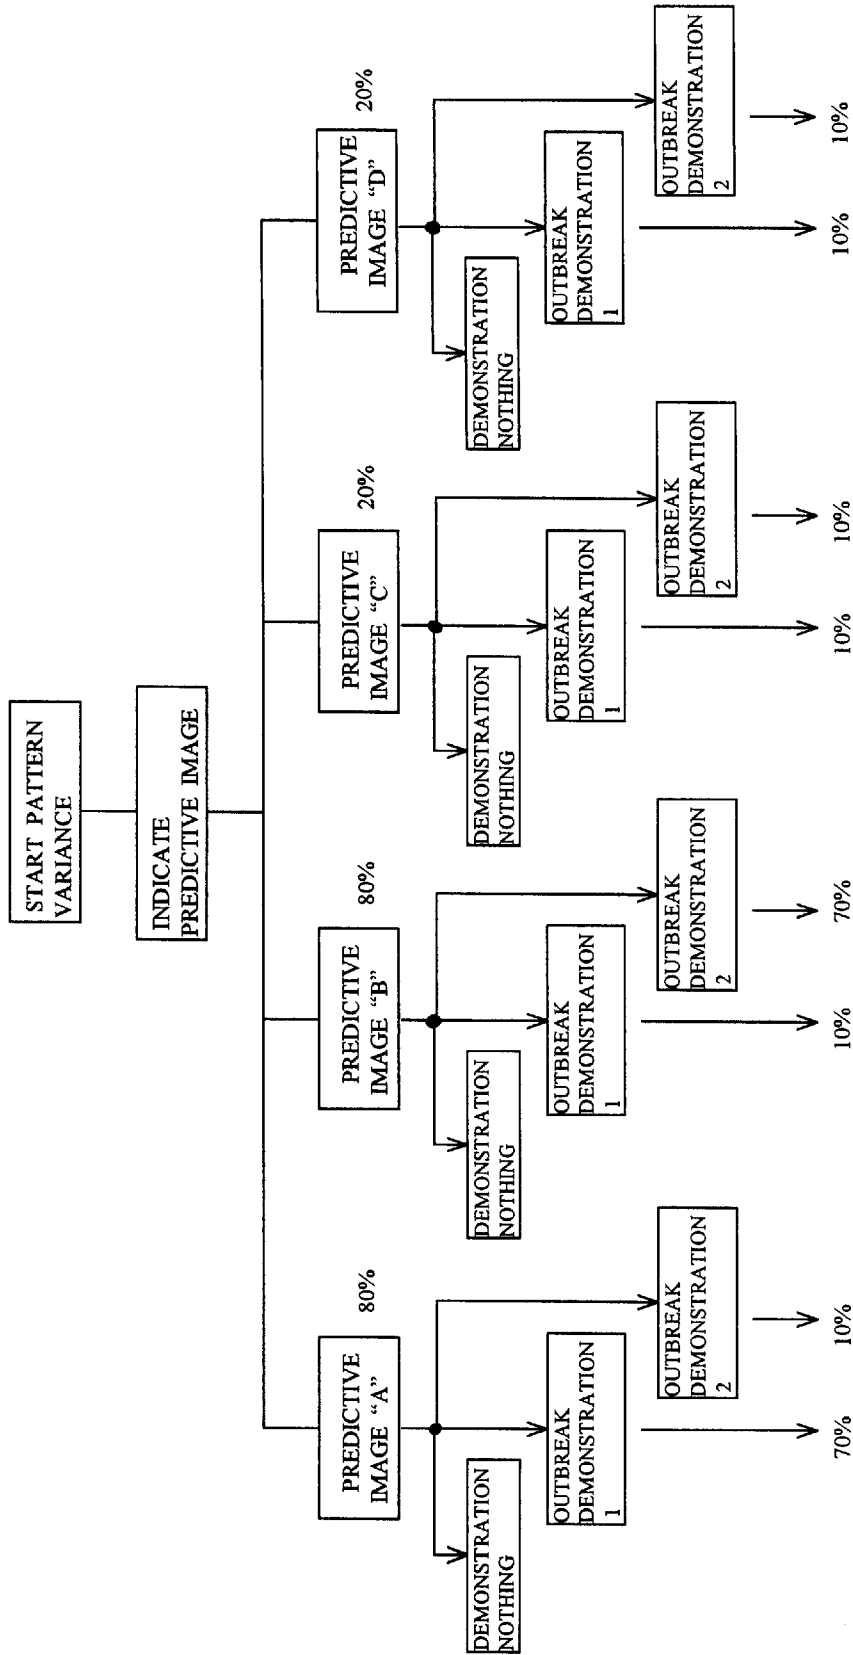 START PATTERN
VARIANCE
INDICATE
PREDICTIVE IMAGE
PREDICTIVE
IMAGE “A”
80%
PREDICTIVE
IMAGE “B”
80%
PREDICTIVE
IMAGE “C”
20%
PREDICTIVE
IMAGE “D”
20%
DEMONSTRATION
NOTHING
OUTBREAK
DEMONSTRATION
1
OUTBREAK
DEMONSTRATION
2
70%
10%
DEMONSTRATION
NOTHING
OUTBREAK
DEMONSTRATION
1
OUTBREAK
DEMONSTRATION
2
10%
70%
DEMONSTRATION
NOTHING
OUTBREAK
DEMONSTRATION
1
OUTBREAK
DEMONSTRATION
2
10%
10%
DEMONSTRATION
NOTHING
OUTBREAK
DEMONSTRATION
1
OUTBREAK
DEMONSTRATION
2
10%
10%